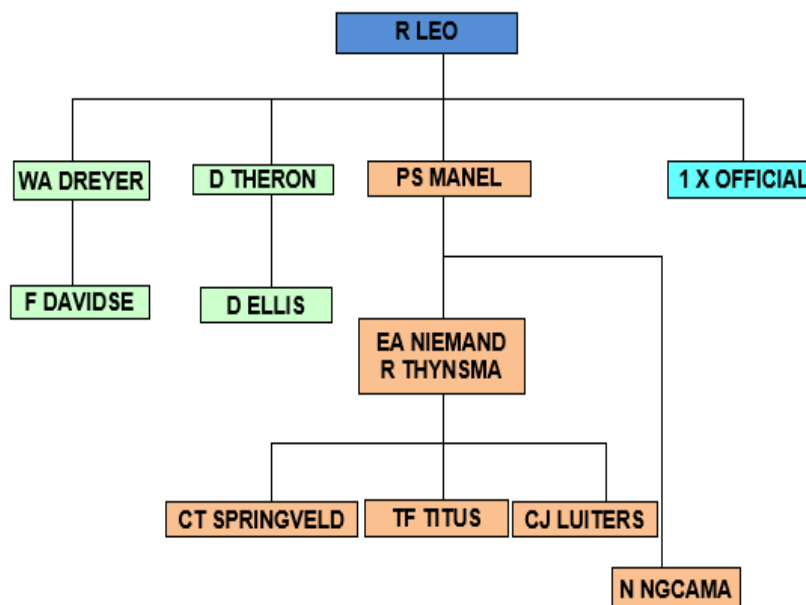 R LEO
WA DREYER
D THERON
PS MANEL
1 X OFFICIAL
F DAVIDSE
D ELLIS
EA NIEMAND
R THYNSMA
CT SPRINGVELD
TF TITUS
CJ LUITERS
N NGCAMA